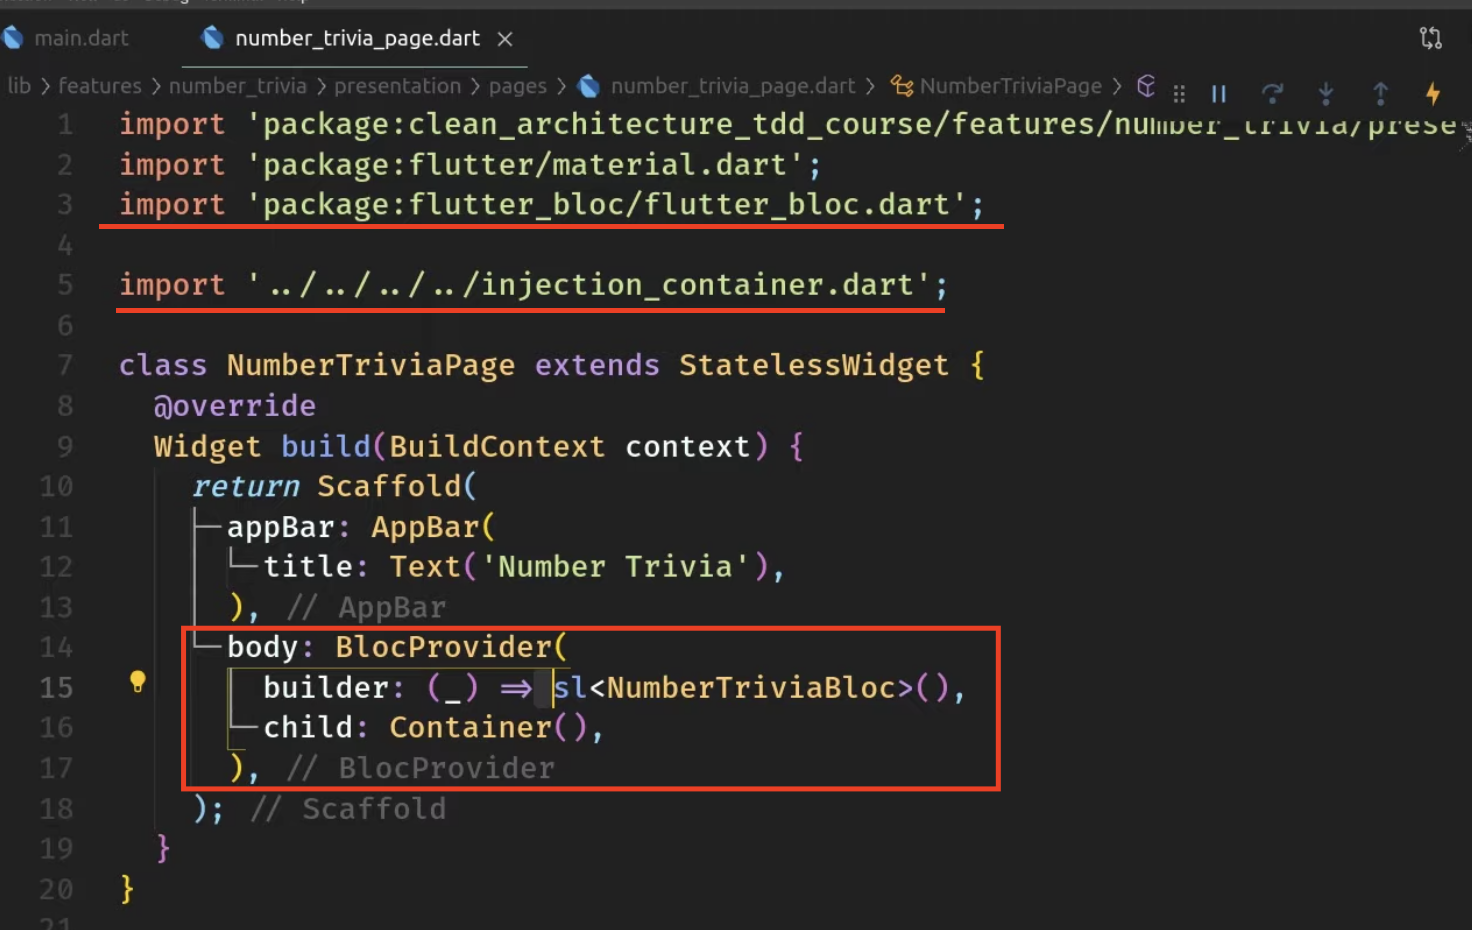 main.dart
number_trivia_page.dart
lib > features > number_trivia > presentation > pages > number_trivia_page.dart > NumberTriviaPage >
1 import 'package:clean_architecture_tdd_course/features/number_trivia/prese
2 import 'package:flutter/material.dart';
3 import 'package:flutter_bloc/flutter_bloc.dart';
4
5 import '../../../../injection_container.dart';
6
7 class NumberTriviaPage extends StatelessWidget {
8 @override
9 Widget build(BuildContext context) {
10 return Scaffold(
11 appBar: AppBar(
12 title: Text('Number Trivia'),
13 ), // AppBar
14 body: BlocProvider(
15 builder: (_) => sl<NumberTriviaBloc>(),
16 child: Container(),
17 ), // BlocProvider
18 ); // Scaffold
19 }
20 }
21